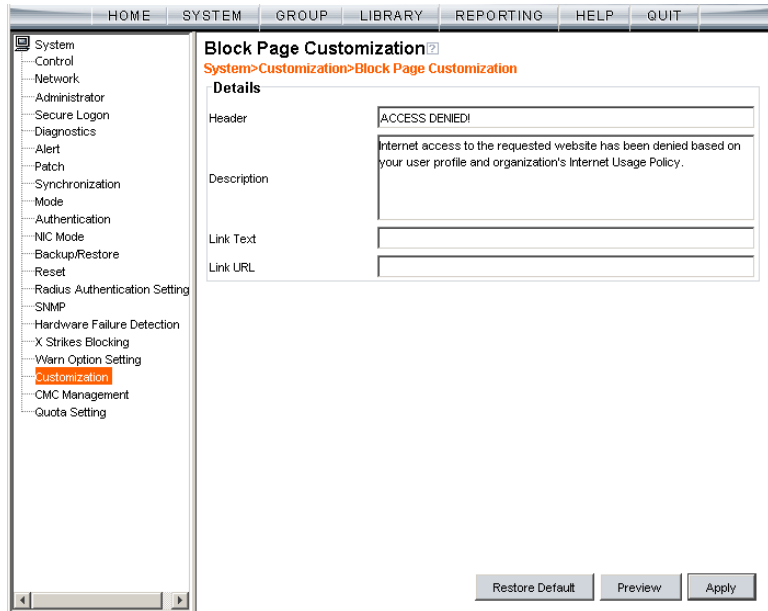 HOME SYSTEM GROUP LIBRARY REPORTING HELP QUIT
System
Control
Network
Administrator
Secure Logon
Diagnostics
Alert
Patch
Synchronization
Mode
Authentication
NIC Mode
Backup/Restore
Reset
Radius Authentication Setting
SNMP
Hardware Failure Detection
X Strikes Blocking
Warn Option Setting
Customization
CMC Management
Quota Setting
Block Page Customization ?
System>Customization>Block Page Customization
Details
Header
ACCESS DENIED!
Description
Internet access to the requested website has been denied based on
your user profile and organization's Internet Usage Policy.
Link Text
Link URL
Restore Default Preview Apply